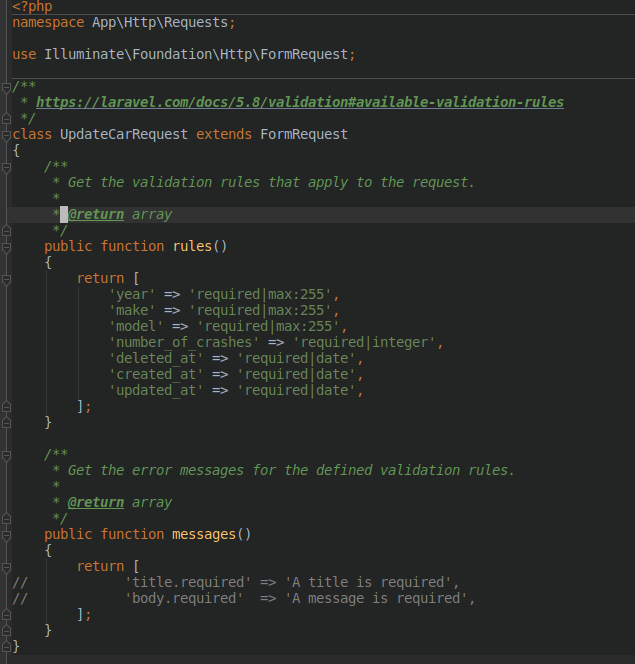 <?php
namespace App\Http\Requests;

use Illuminate\Foundation\Http\FormRequest;

/**
 * https://laravel.com/docs/5.8/validation#available-validation-rules
 */
class UpdateCarRequest extends FormRequest
{
    /**
     * Get the validation rules that apply to the request.
     *
     * @return array
     */
    public function rules()
    {
        return [
            'year' => 'required|max:255',
            'make' => 'required|max:255',
            'model' => 'required|max:255',
            'number_of_crashes' => 'required|integer',
            'deleted_at' => 'required|date',
            'created_at' => 'required|date',
            'updated_at' => 'required|date',
        ];
    }

    /**
     * Get the error messages for the defined validation rules.
     *
     * @return array
     */
    public function messages()
    {
        return [
//            'title.required' => 'A title is required',
//            'body.required'  => 'A message is required',
        ];
    }
}